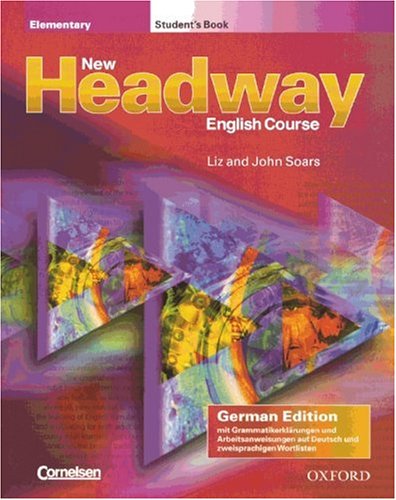 Elementary Student's Book
New
Headway
English Course
Liz and John Soars
German Edition
mit Grammatikerklärungen und
Arbeitsanweisungen auf Deutsch und
zweisprachigen Wortlisten
Cornelsen
OXFORD